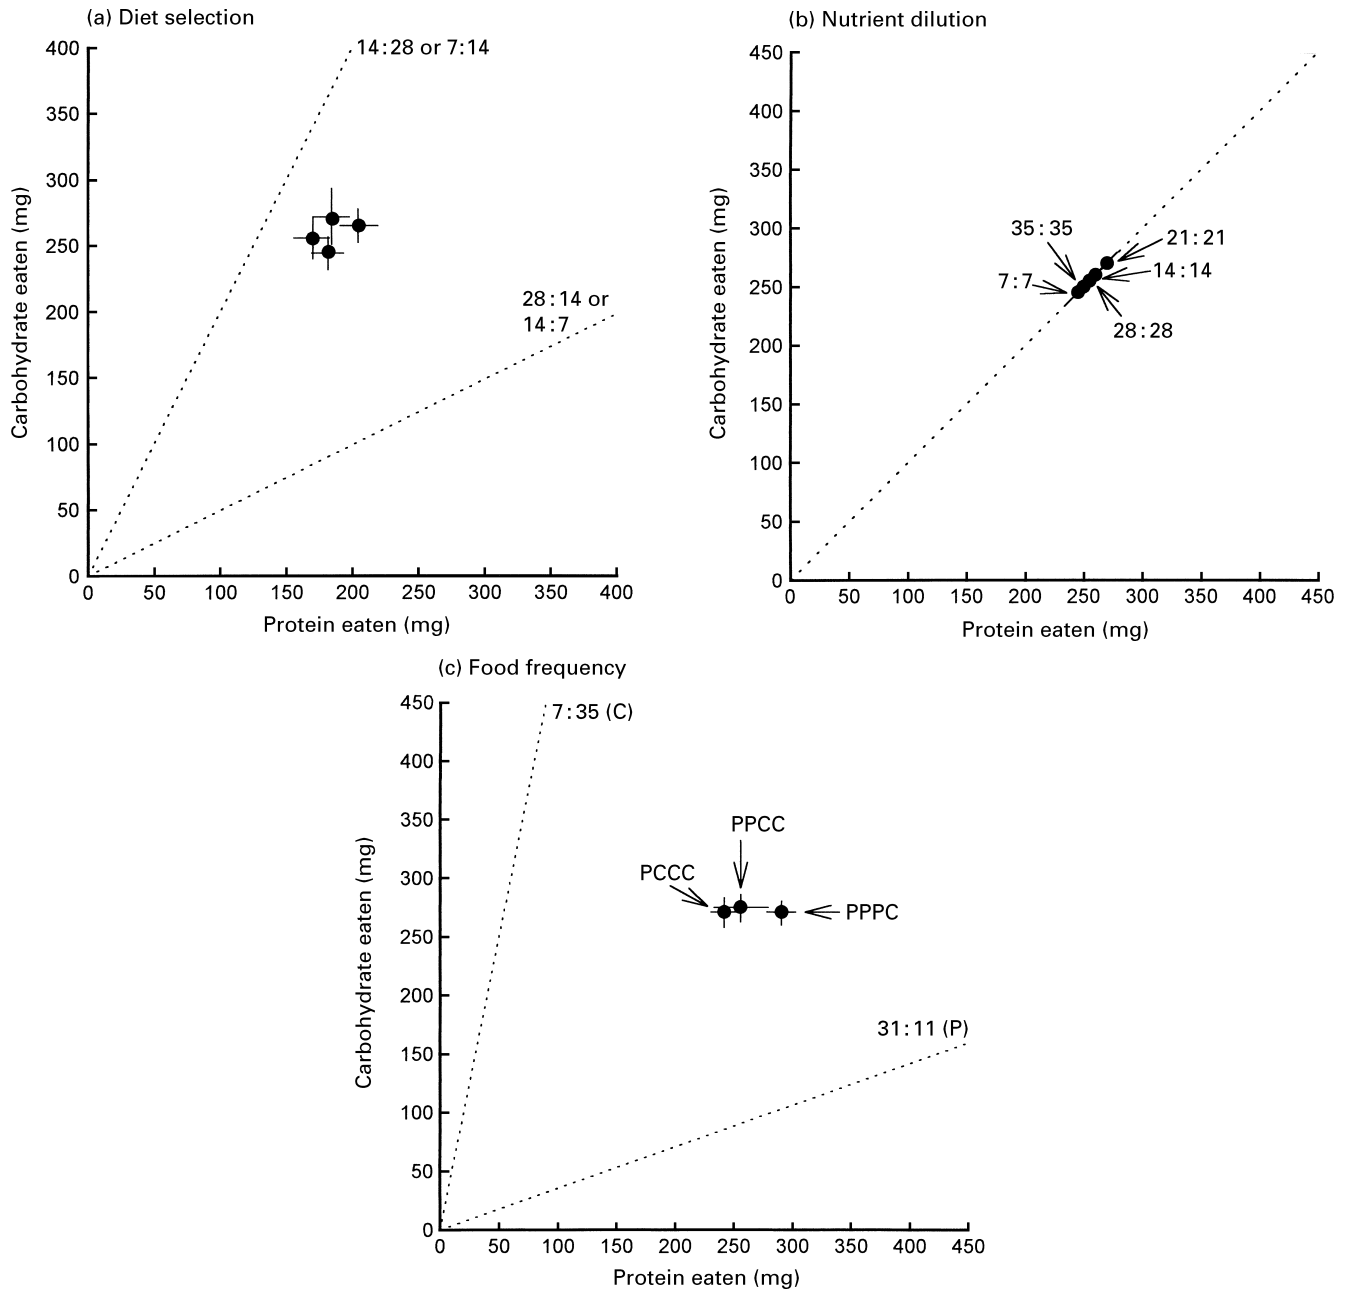 (a) Diet selection
400
350
300
250
200
150
100
50
0
0 50 100 150 200 250 300 350 400
Carbohydrate eaten (mg)
Protein eaten (mg)
14:28 or 7:14
28:14 or
14:7
(b) Nutrient dilution
450
400
350
300
250
200
150
100
50
0
0 50 100 150 200 250 300 350 400 450
Carbohydrate eaten (mg)
Protein eaten (mg)
35:35
21:21
7:7
14:14
28:28
(c) Food frequency
450
400
350
300
250
200
150
100
50
0
0 50 100 150 200 250 300 350 400 450
Carbohydrate eaten (mg)
Protein eaten (mg)
7:35 (C)
PPCC
PCCC
PPPC
31:11 (P)